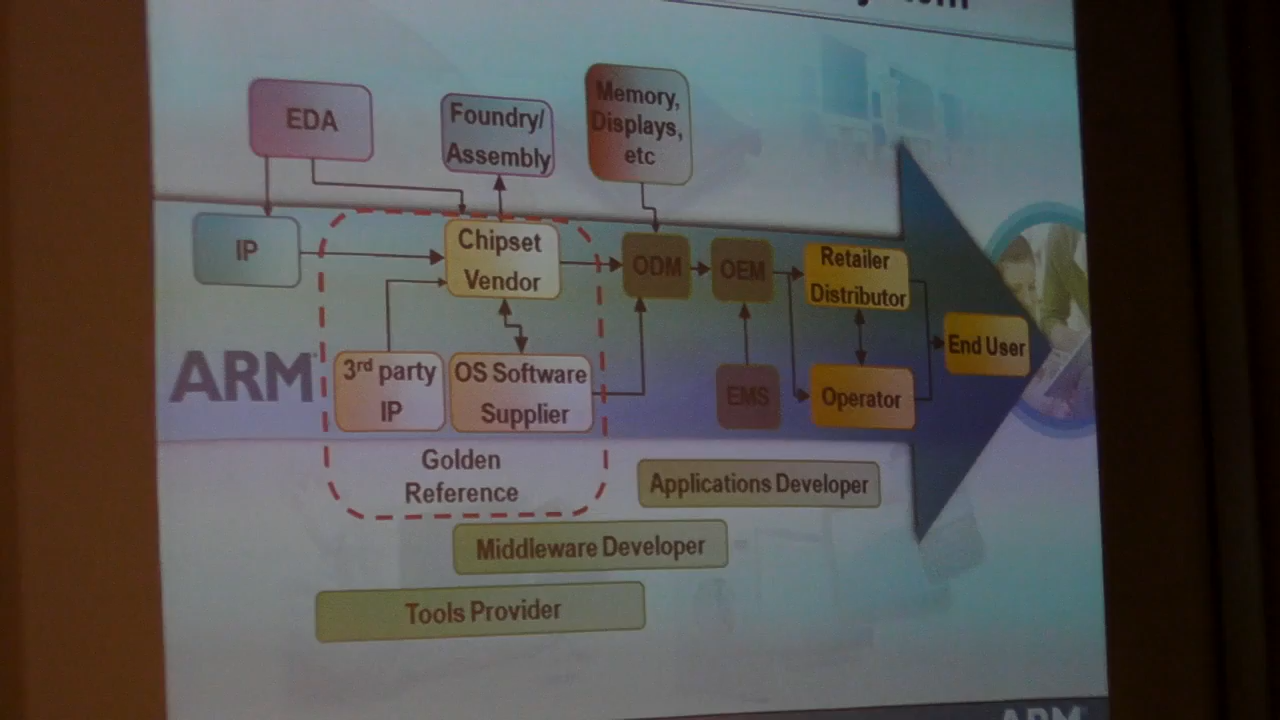 EDA
Foundry/
Assembly
Memory,
Displays,
etc
IP
Chipset
Vendor
ODM
OEM
Retailer
Distributor
End User
ARM
3rd party
IP
OS Software
Supplier
EMS
Operator
Golden
Reference
Applications Developer
Middleware Developer
Tools Provider
ARM